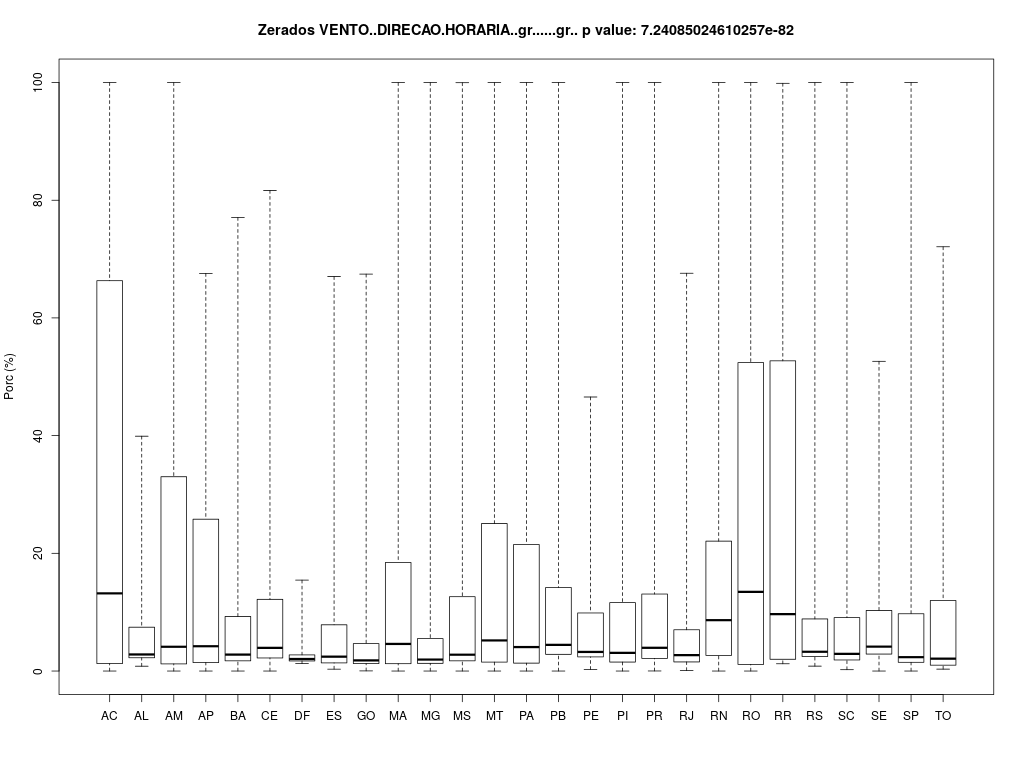 Zerados VENTO..DIRECAO.HORARIA..gr......gr.. p value: 7.24085024610257e-82
Porc (%)
100
80
60
40
20
0
AC AL AM AP BA CE DF ES GO MA MG MS MT PA PB PE PI PR RJ RN RO RR RS SC SE SP TO